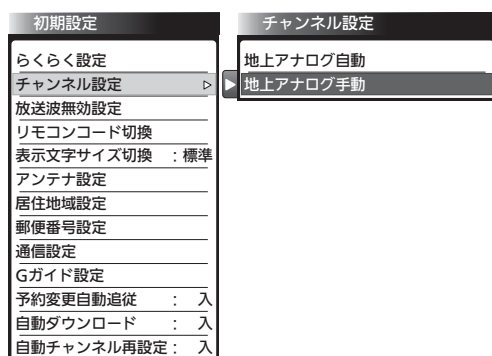 初期設定
らくらく設定
チャンネル設定
放送波無効設定
リモコンコード切換
表示文字サイズ切換 ：標準
アンテナ設定
居住地域設定
郵便番号設定
通信設定
Gガイド設定
予約変更自動追従 ： 入
自動ダウンロード ： 入
自動チャンネル再設定： 入
チャンネル設定
地上アナログ自動
地上アナログ手動